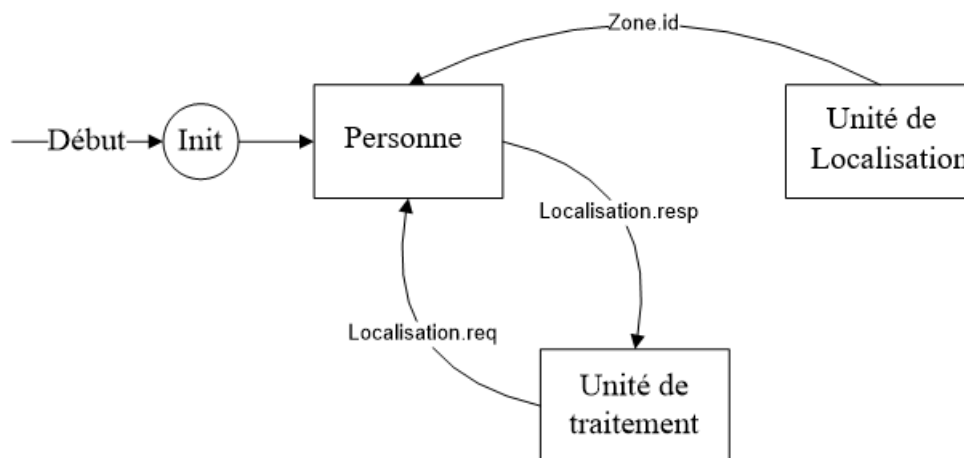 Zone.id
Début
Init
Personne
Unité de
Localisation
Localisation.resp
Localisation.req
Unité de
traitement